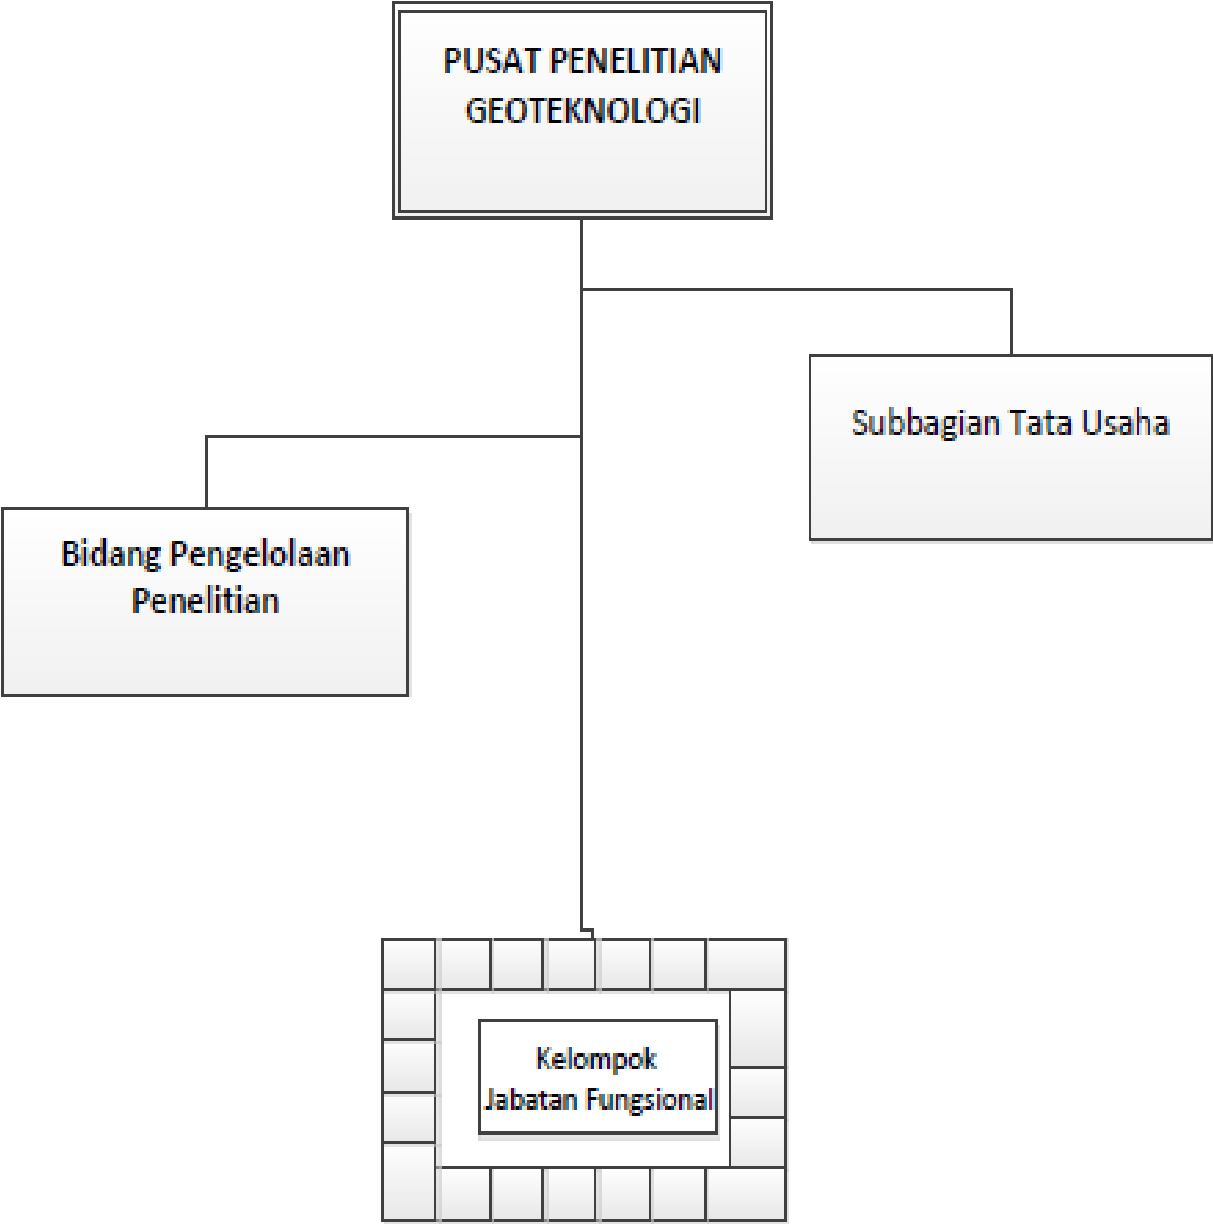 PUSAT PENELITIAN
GEOTEKNOLOGI
Subbagian Tata Usaha
Bidang Pengelolaan
Penelitian
Kelompok
Jabatan Fungsional